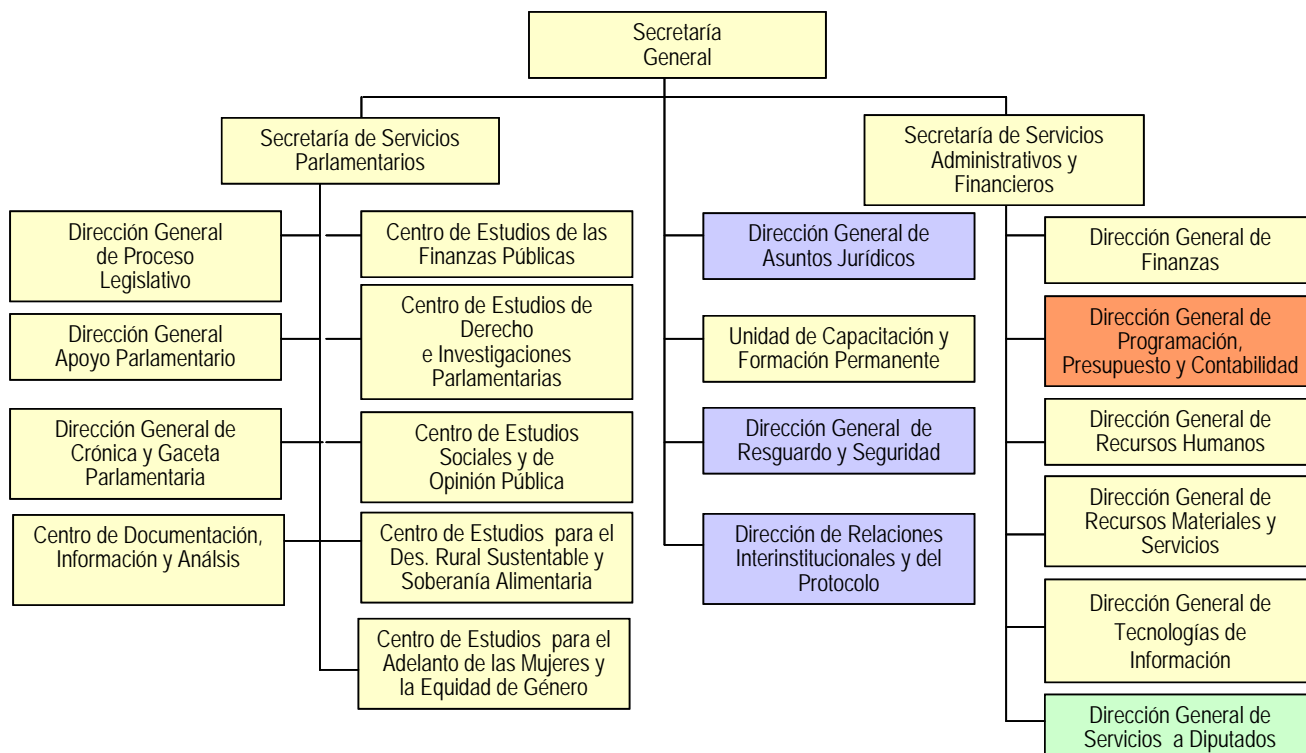 Secretaría
General
Secretaría de Servicios
Parlamentarios
Secretaría de Servicios
Administrativos y
Financieros
Dirección General
de Proceso
Legislativo
Centro de Estudios de las
Finanzas Públicas
Dirección General de
Asuntos Jurídicos
Dirección General de
Finanzas
Dirección General
Apoyo Parlamentario
Centro de Estudios de
Derecho
e Investigaciones
Parlamentarias
Unidad de Capacitación y
Formación Permanente
Dirección General de
Programación,
Presupuesto y Contabilidad
Dirección General de
Crónica y Gaceta
Parlamentaria
Centro de Estudios
Sociales y de
Opinión Pública
Dirección General de
Resguardo y Seguridad
Dirección General de
Recursos Humanos
Centro de Documentación,
Información y Análsis
Centro de Estudios para el
Des. Rural Sustentable y
Soberanía Alimentaria
Dirección de Relaciones
Interinstitucionales y del
Protocolo
Dirección General de
Recursos Materiales y
Servicios
Centro de Estudios para el
Adelanto de las Mujeres y
la Equidad de Género
Dirección General de
Tecnologías de
Información
Dirección General de
Servicios a Diputados